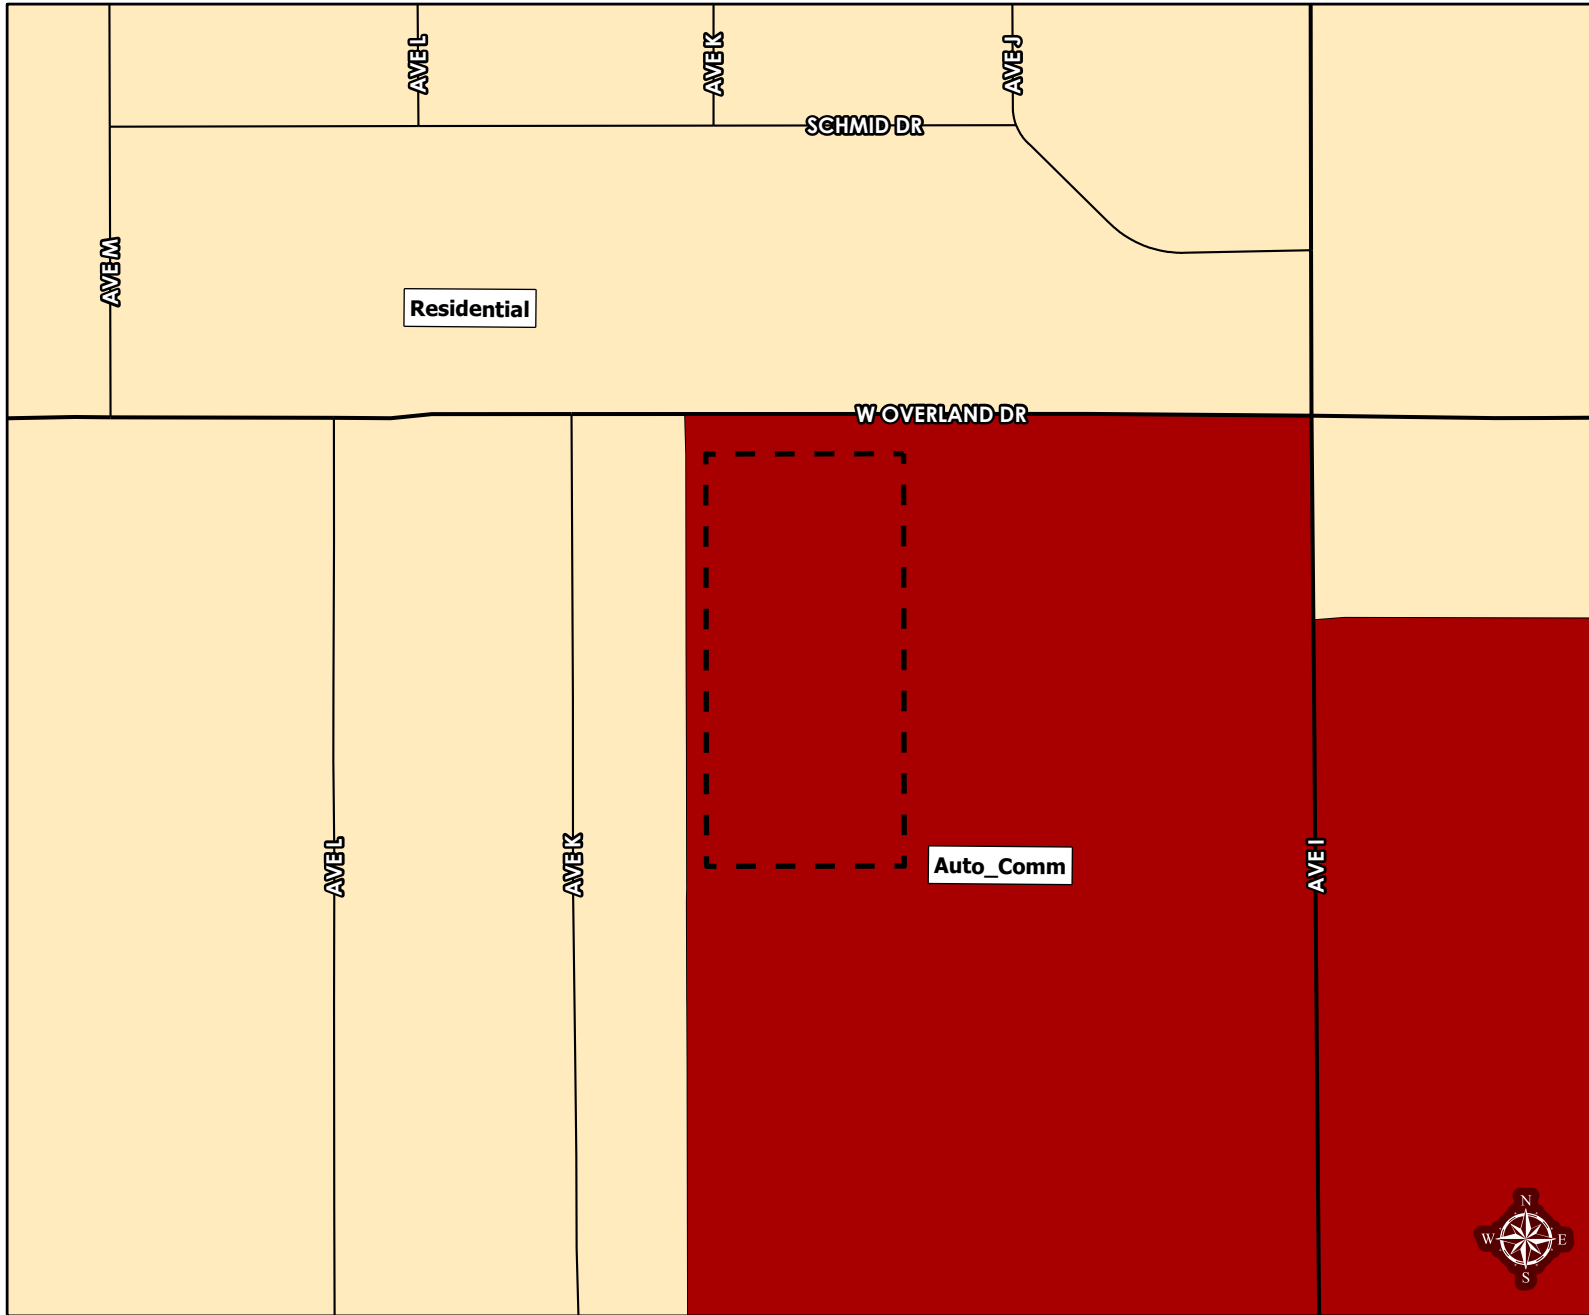 AVE L
AVE K
AVE J
SCHMID DR
AVE M
Residential
W OVERLAND DR
AVE L
AVE K
Auto_Comm
AVE I
N
W
E
S